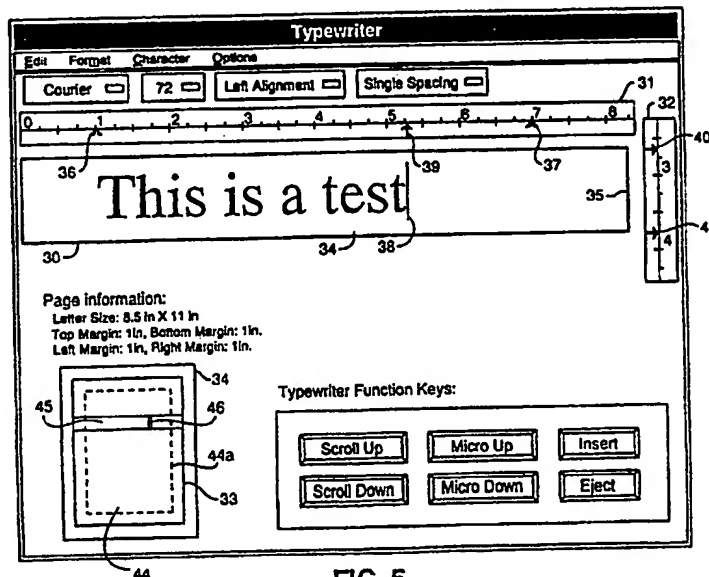 Typewriter
Edit Format Character Options
Courier 72 Left Alignment Single Spacing
31
32
0 1 2 3 4 5 6 7 8
40
3
36 39 37
This is a test
35
4
4
30 34 38
Page information:
Letter Size: 8.5 in X 11 in
Top Margin: 1in, Bottom Margin: 1in.
Left Margin: 1in, Right Margin: 1in.
34
Typewriter Function Keys:
45 46
Scroll Up Micro Up Insert
44a
33
Scroll Down Micro Down Eject
44
FIG. 5